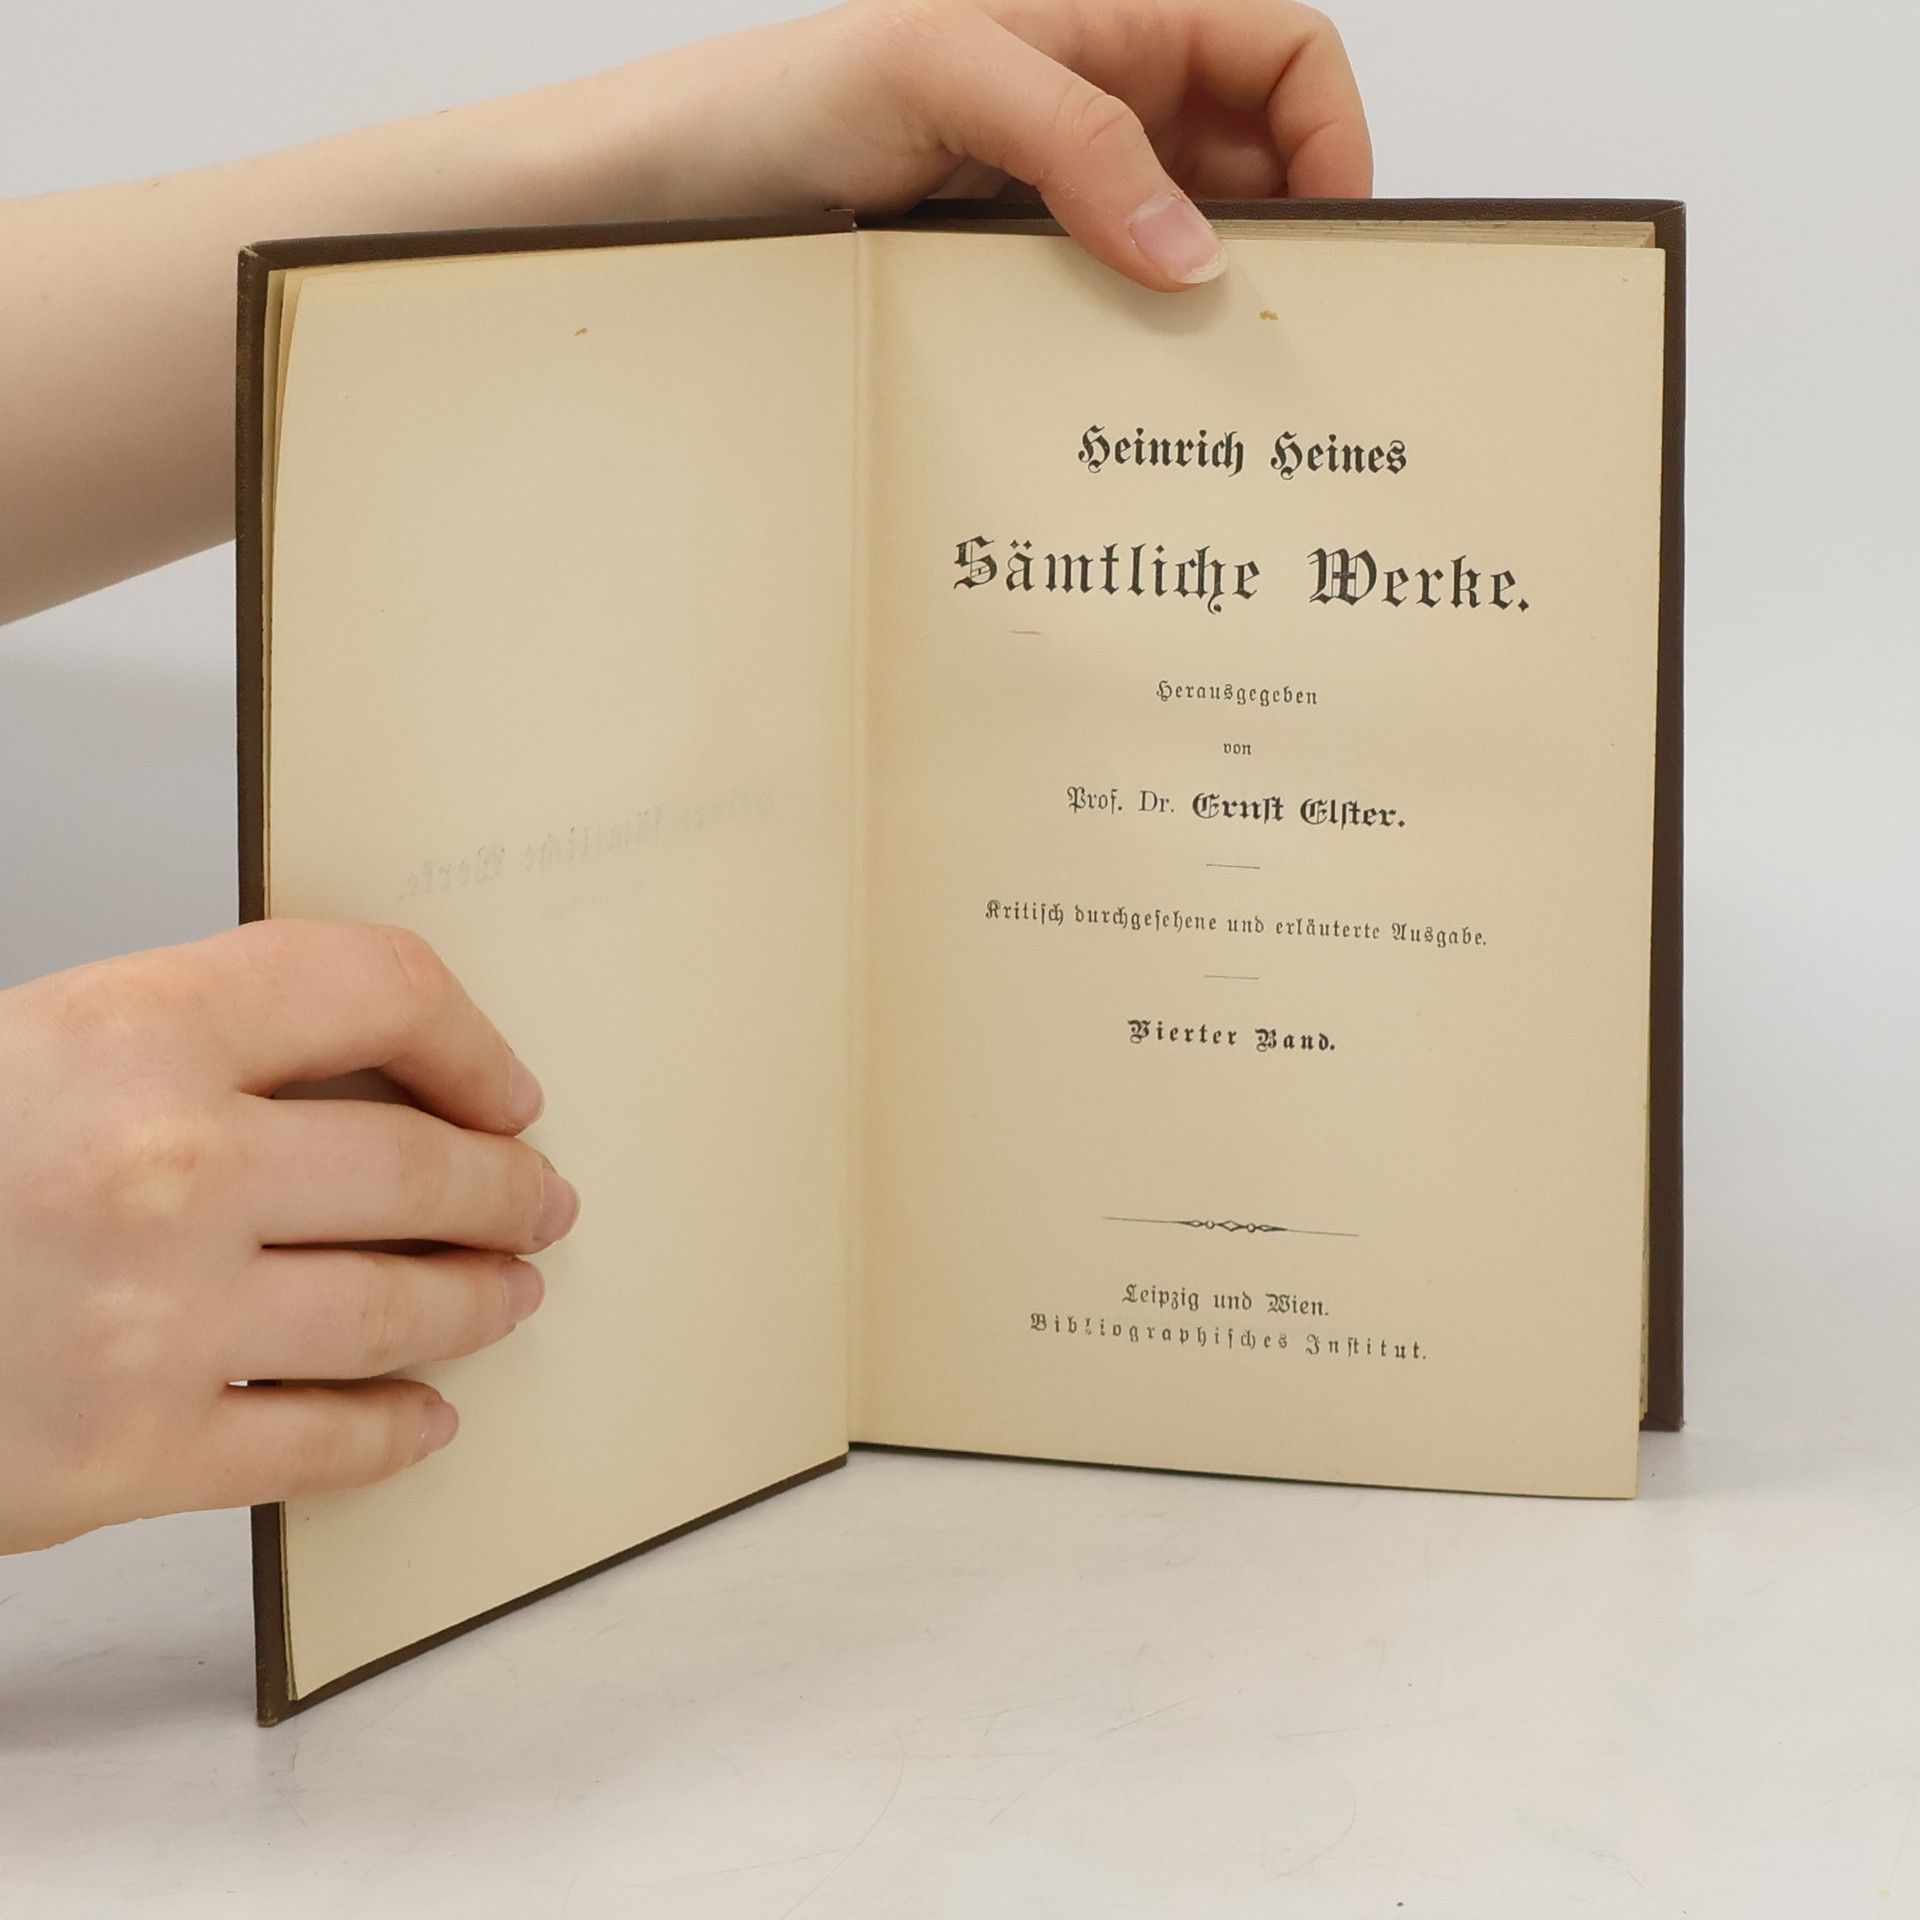 Heinrich Heines
Sämtliche Werke.
Herausgegeben
von
Prof. Dr. Ernst Elster.
Kritisch durchgesehene und erläuterte Ausgabe.
Vierter Band.
Leipzig und Wien.
Bibliographisches Institut.